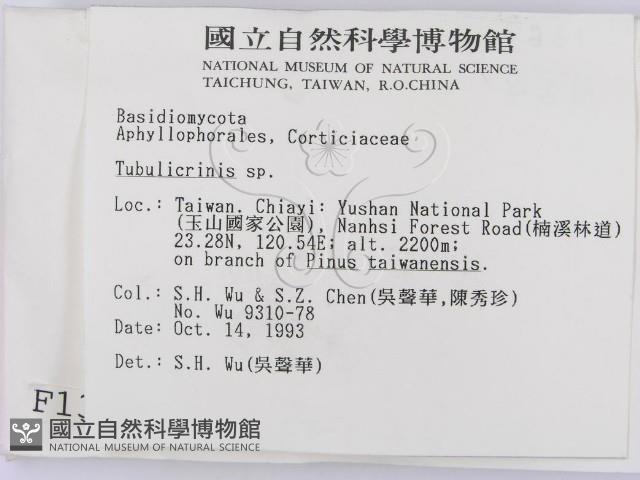 國立自然科學博物館
NATIONAL MUSEUM OF NATURAL SCIENCE
TAICHUNG, TAIWAN, R.O.CHINA
Basidiomycota
Aphyllophorales, Corticiaceae
Tubulicrinis sp.
Loc.: Taiwan. Chiayi: Yushan National Park
(玉山國家公園), Nanhsi Forest Road(楠溪林道)
23.28N, 120.54E; alt. 2200m;
on branch of Pinus taiwanensis.
Col.: S.H. Wu & S.Z. Chen(吳聲華,陳秀珍)
No. Wu 9310-78
Date: Oct. 14, 1993
Det.: S.H. Wu(吳聲華)
國立自然科學博物館
NATIONAL MUSEUM OF NATURAL SCIENCE